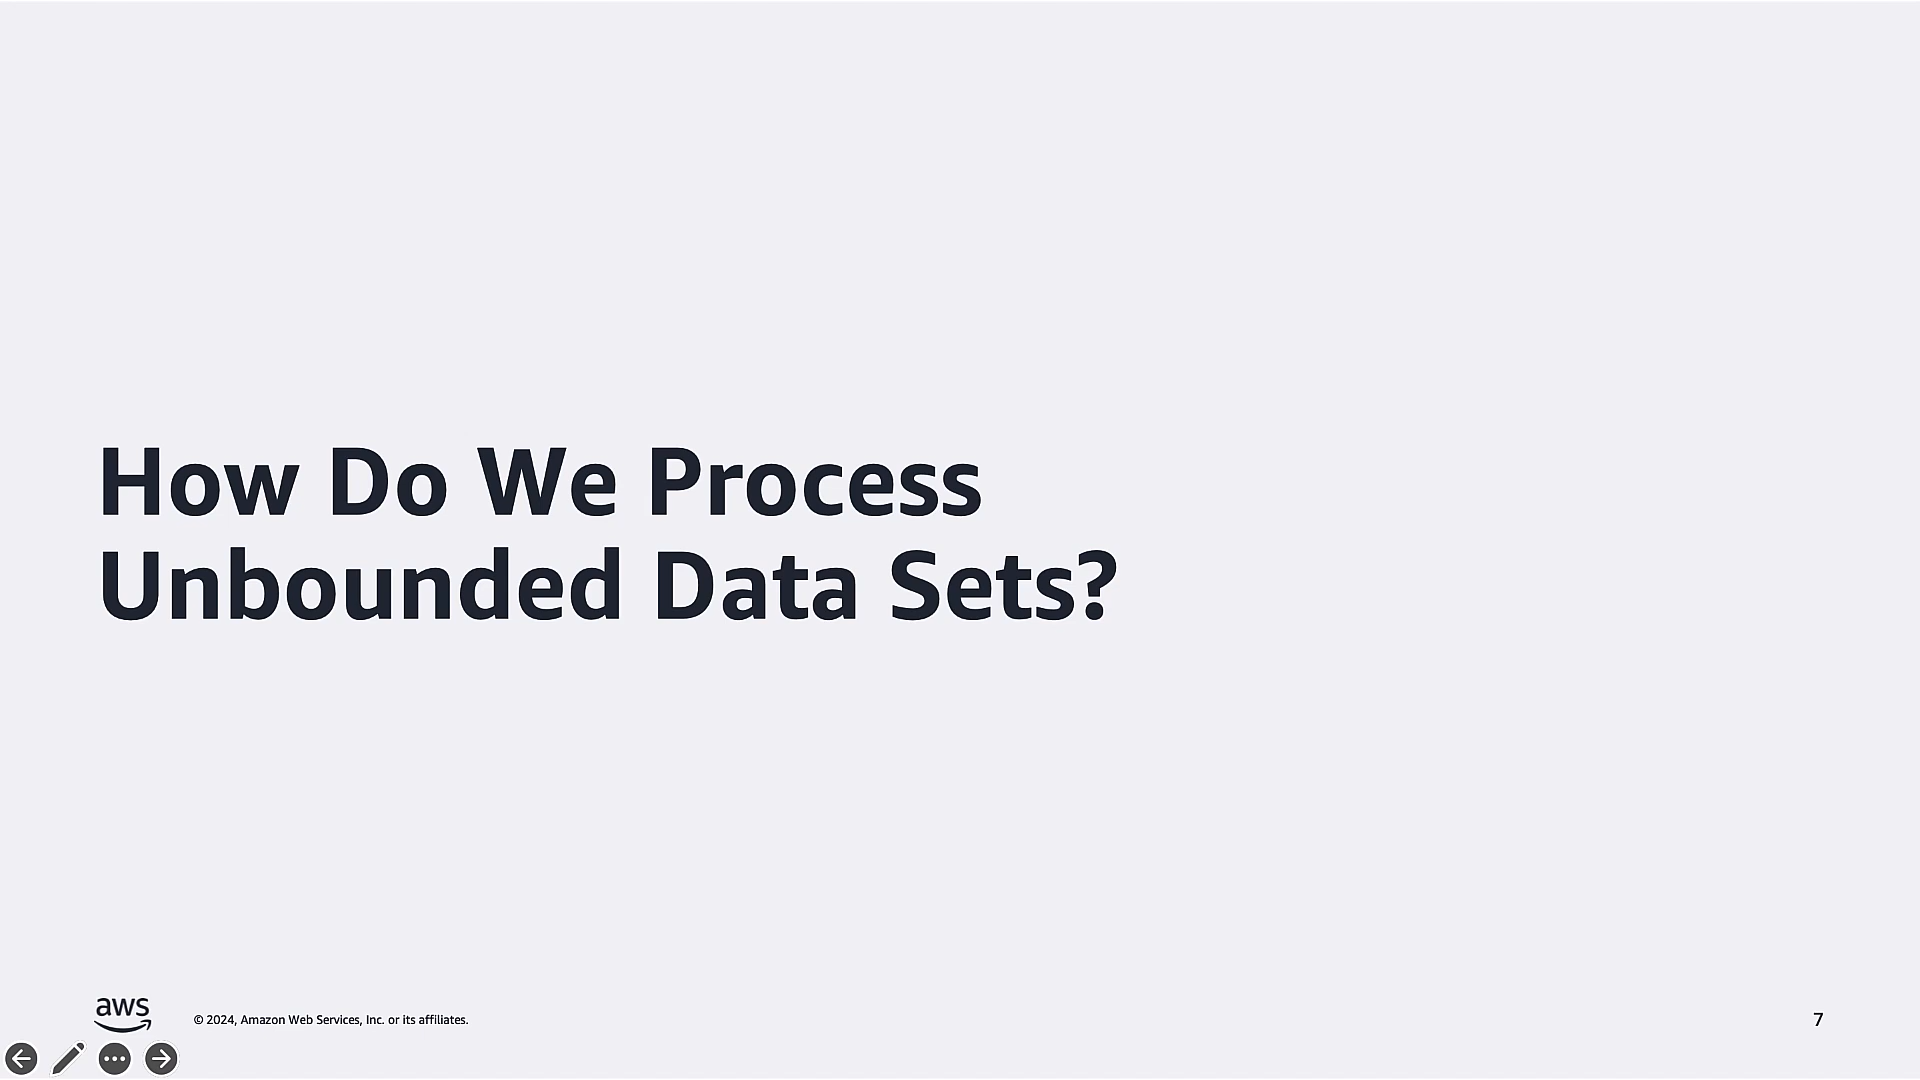 How Do We Process
Unbounded Data Sets?
aws
© 2024, Amazon Web Services, Inc. or its affiliates.
7